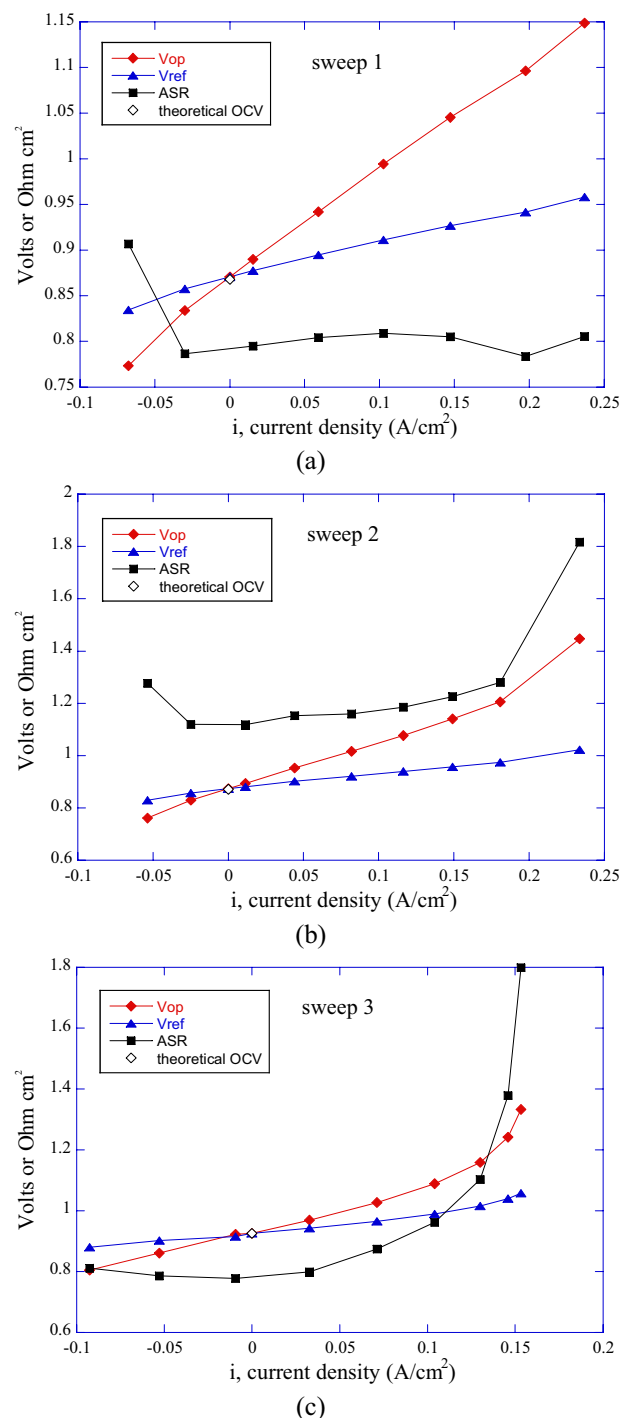 1.15
Vop
Vref
ASR
theoretical OCV
sweep 1
1.1
1.05
1
0.95
0.9
0.85
0.8
0.75
Volts or Ohm cm²
-0.1 -0.05 0 0.05 0.1 0.15 0.2 0.25
i, current density (A/cm²)
(a)
2
Vop
Vref
ASR
theoretical OCV
sweep 2
1.8
1.6
1.4
1.2
1
0.8
0.6
Volts or Ohm cm²
-0.1 -0.05 0 0.05 0.1 0.15 0.2 0.25
i, current density (A/cm²)
(b)
1.8
Vop
Vref
ASR
theoretical OCV
sweep 3
1.6
1.4
1.2
1
0.8
0.6
Volts or Ohm cm²
-0.1 -0.05 0 0.05 0.1 0.15 0.2
i, current density (A/cm²)
(c)